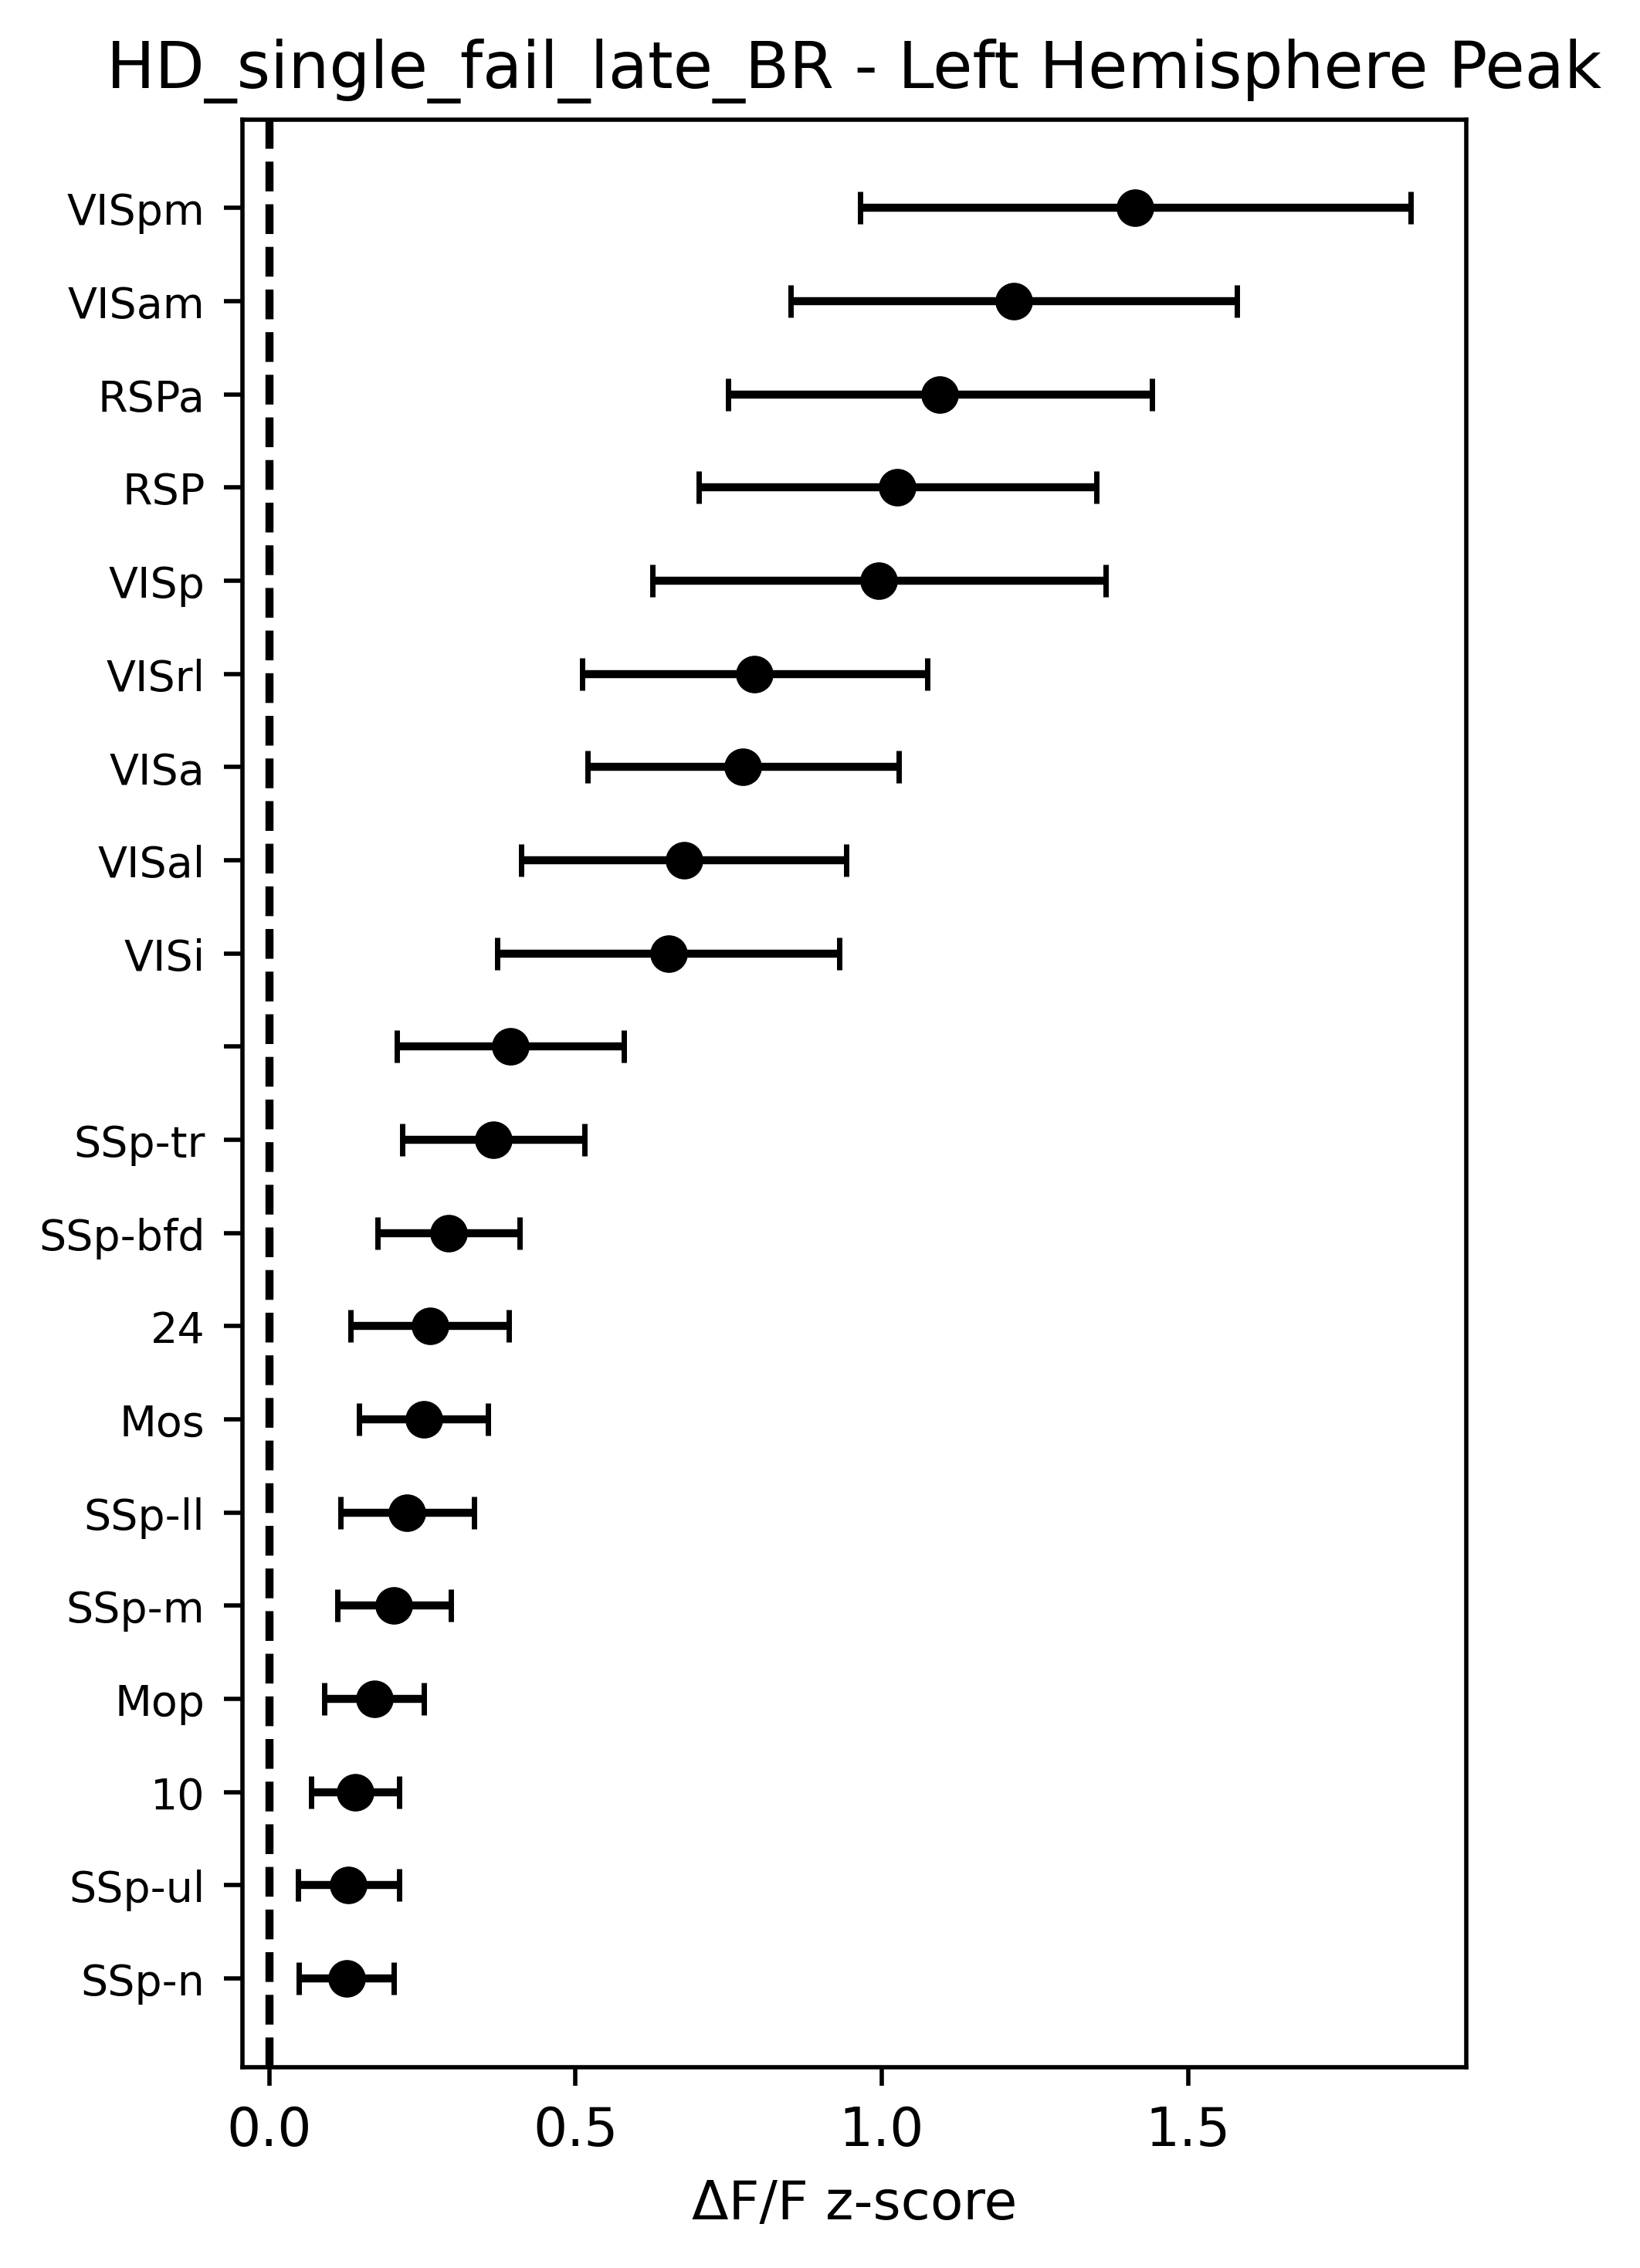 HD_single_fail_late_BR - Left Hemisphere Peak
VISpm
VISam
RSPa
RSP
VISp
VISrl
VISa
VISal
VISi
SSp-tr
SSp-bfd
24
Mos
SSp-ll
SSp-m
Mop
10
SSp-ul
SSp-n
0.0 0.5 1.0 1.5
ΔF/F z-score